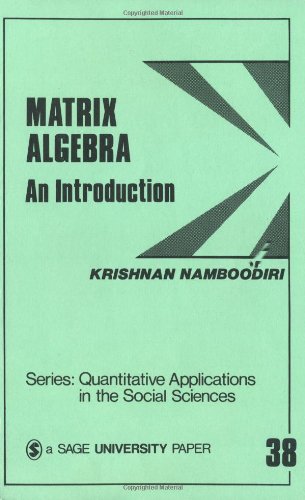 MATRIX
ALGEBRA
An Introduction
KRISHNAN NAMBOODIRI
Series: Quantitative Applications
in the Social Sciences
S a SAGE UNIVERSITY PAPER
38